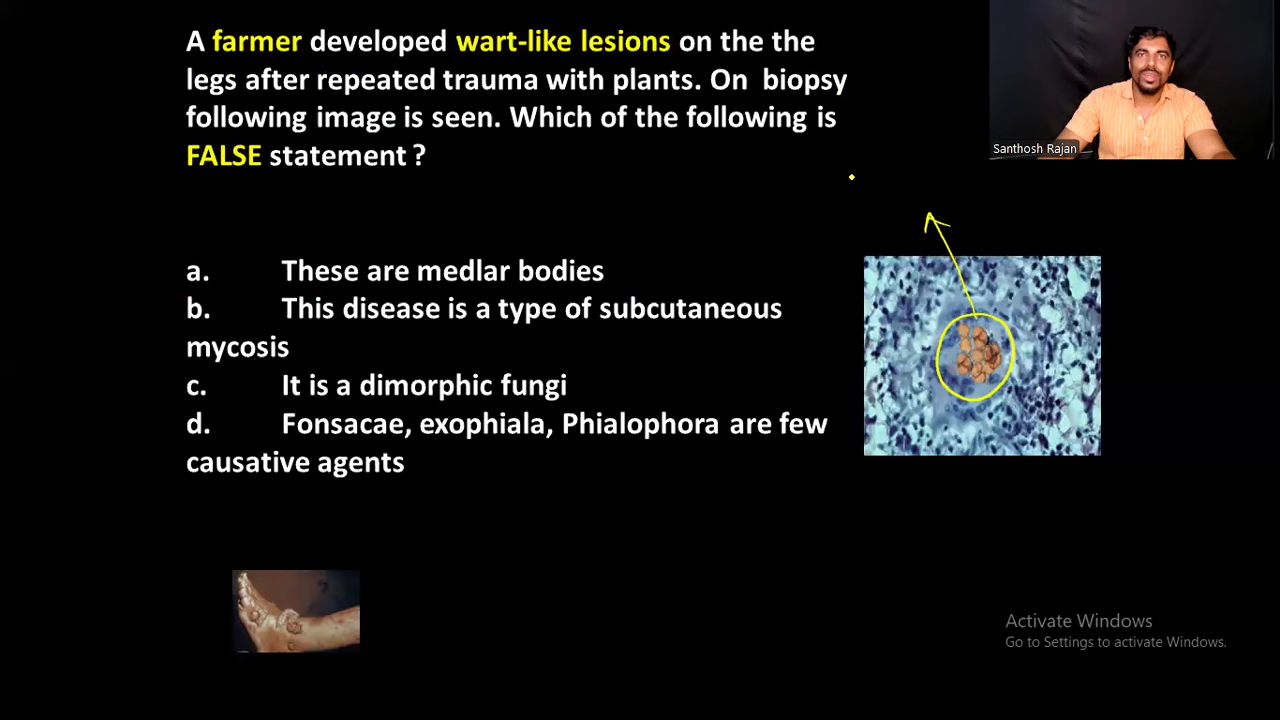 A farmer developed wart-like lesions on the the
legs after repeated trauma with plants. On biopsy
following image is seen. Which of the following is
FALSE statement ?
Santhosh Rajan
a. These are medlar bodies
b. This disease is a type of subcutaneous
mycosis
c. It is a dimorphic fungi
d. Fonsacae, exophiala, Phialophora are few
causative agents
Activate Windows
Go to Settings to activate Windows.